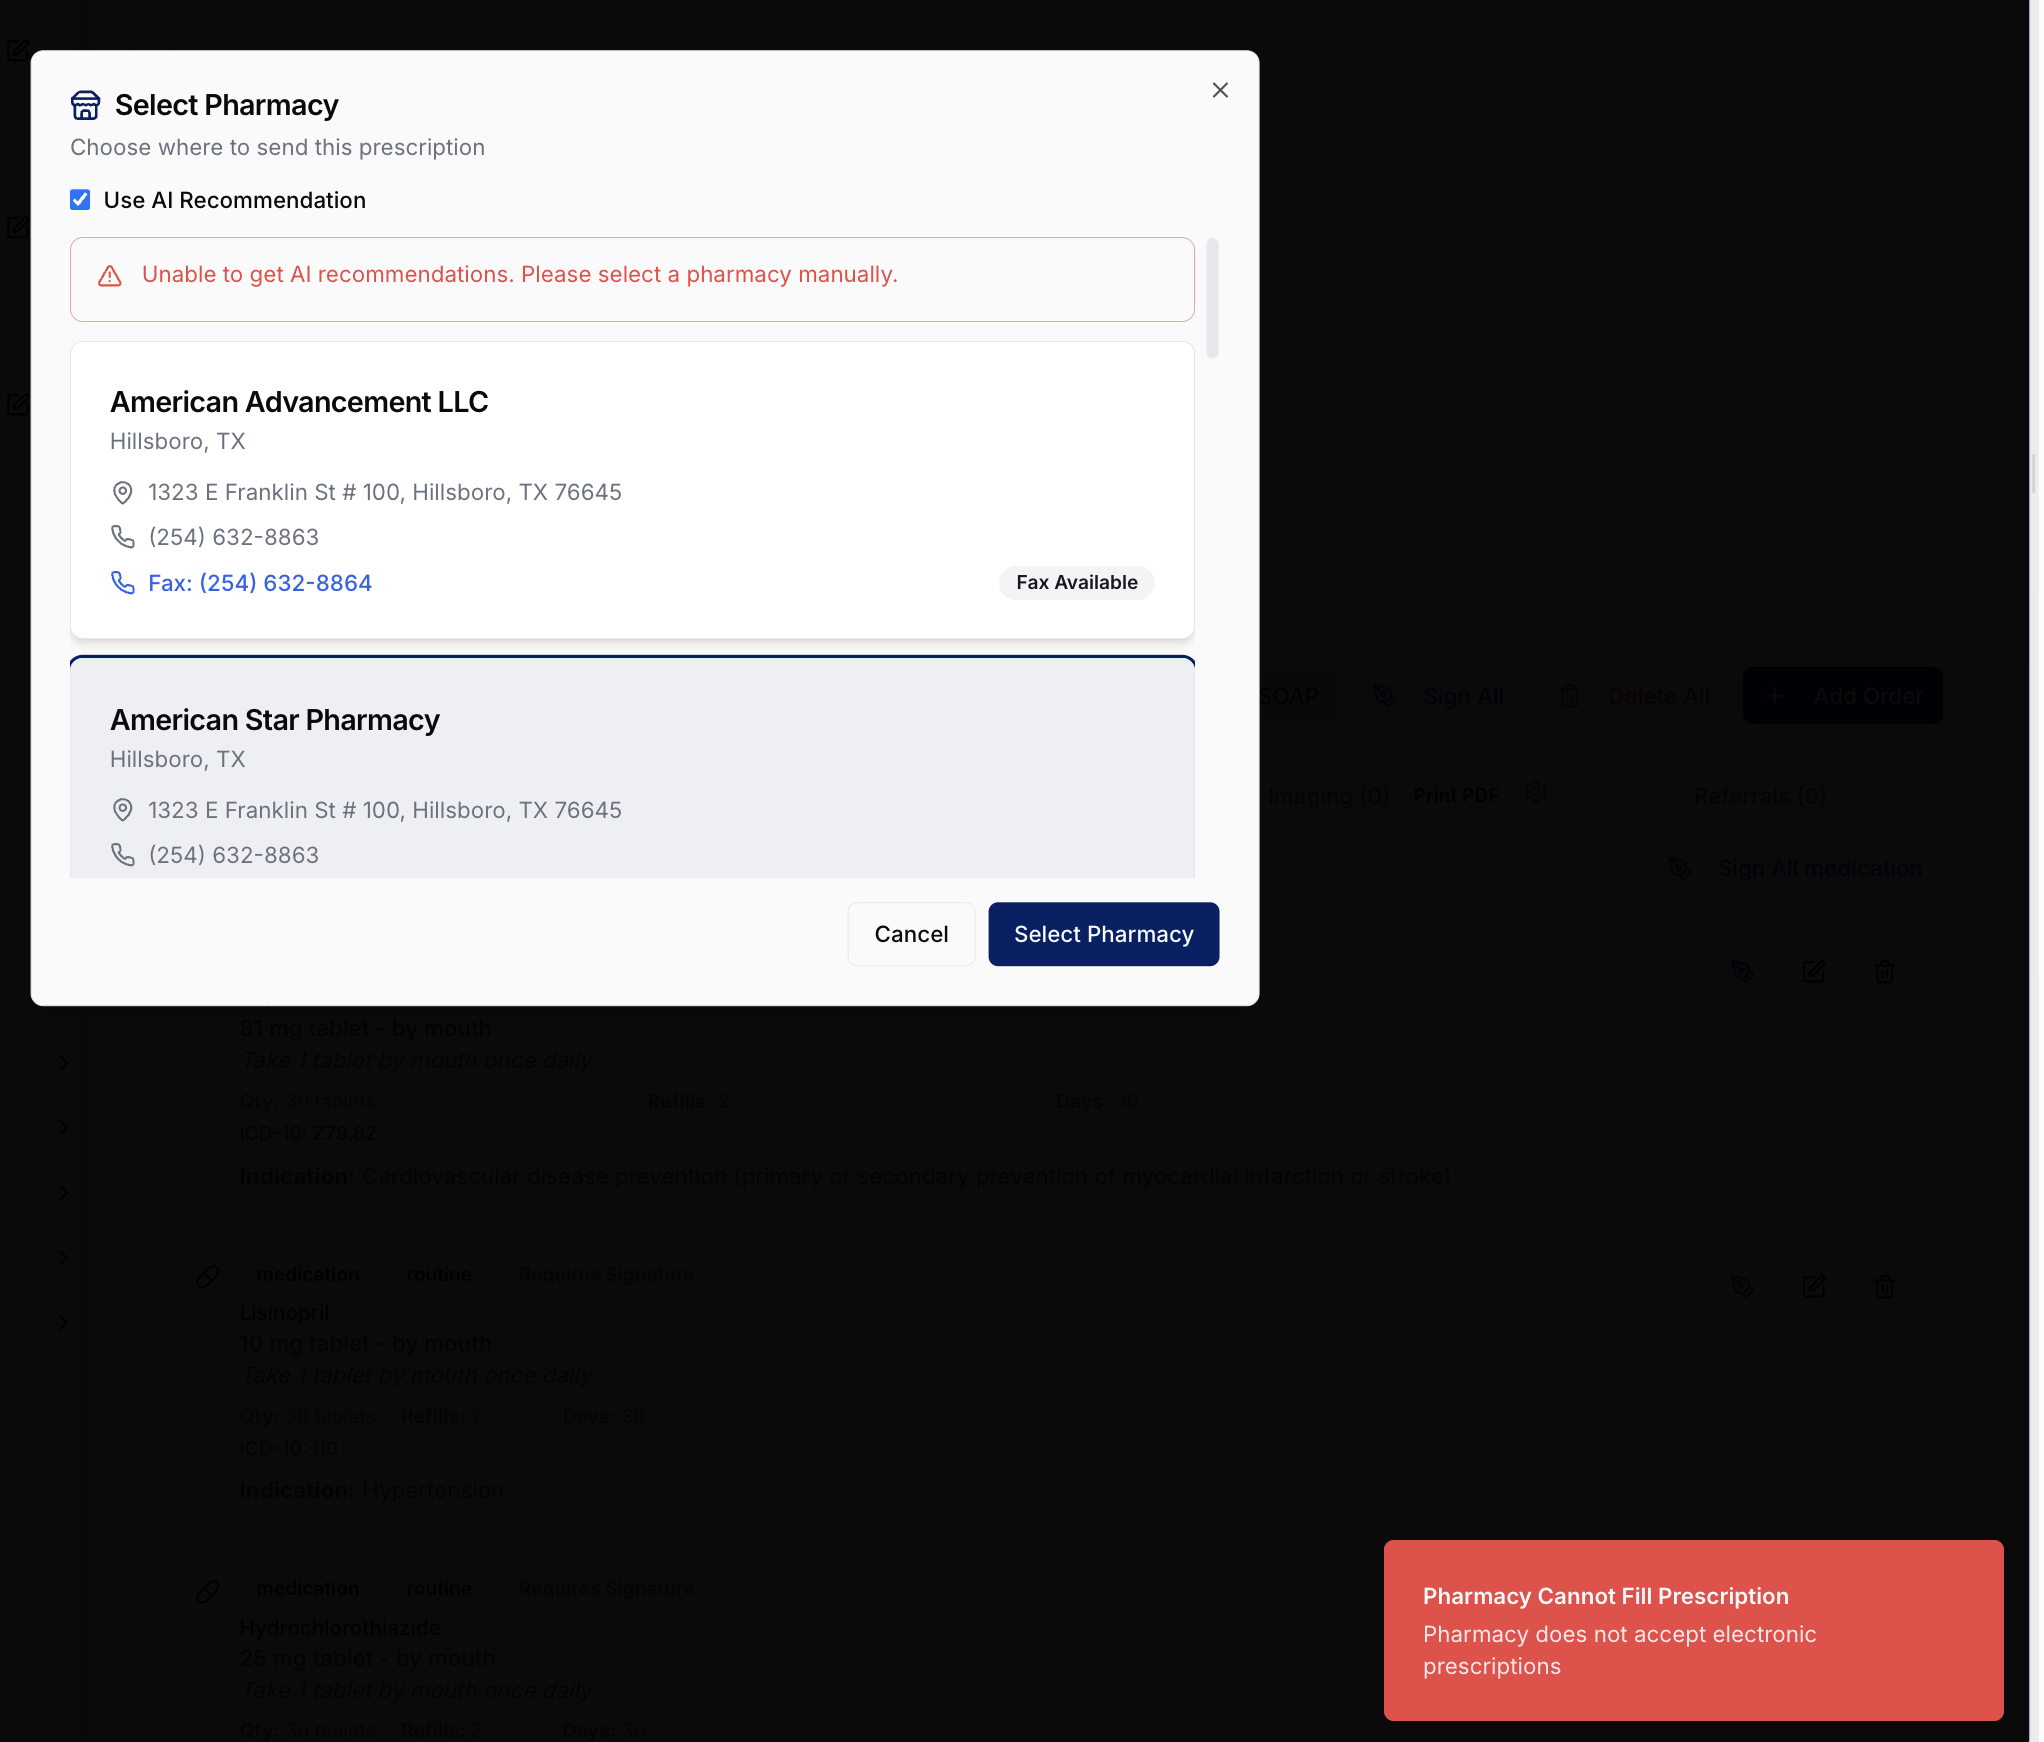 Select Pharmacy
Choose where to send this prescription
Use AI Recommendation
Unable to get AI recommendations. Please select a pharmacy manually.
American Advancement LLC
Hillsboro, TX
1323 E Franklin St # 100, Hillsboro, TX 76645
(254) 632-8863
Fax: (254) 632-8864
Fax Available
American Star Pharmacy
Hillsboro, TX
1323 E Franklin St # 100, Hillsboro, TX 76645
(254) 632-8863
Cancel
Select Pharmacy
SOAP
Sign All
Delete All
Add Order
Imaging (0)
Print PDF
Referrals (0)
Sign All medication
81 mg tablet - by mouth
Take 1 tablet by mouth once daily
Qty: 30 tablets Refills: 2 Days: 30
ICD-10: Z79.82
Indication: Cardiovascular disease prevention (primary or secondary prevention of myocardial infarction or stroke)
medication routine Requires Signature
Lisinopril
10 mg tablet - by mouth
Take 1 tablet by mouth once daily
Qty: 30 tablets Refills: 2 Days: 30
ICD-10: I10
Indication: Hypertension
medication routine Requires Signature
Hydrochlorothiazide
25 mg tablet - by mouth
Take 1 tablet by mouth once daily
Qty: 30 tablets Refills: 2 Days: 30
Pharmacy Cannot Fill Prescription
Pharmacy does not accept electronic
prescriptions